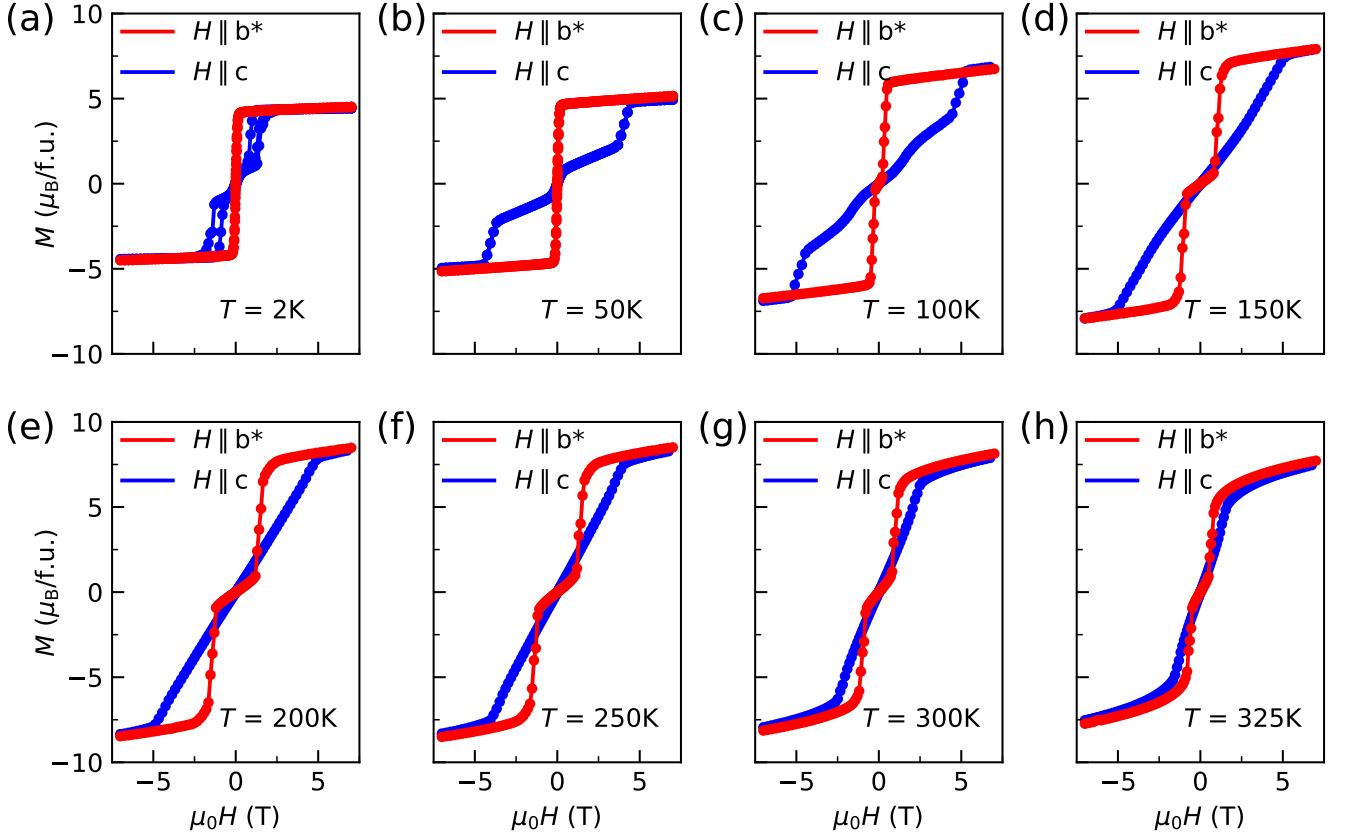 (a) (b) (c) (d)
10
5
0
−5
−10
M (μB/f.u.)
H ∥ b*
H ∥ c
T = 2K
H ∥ b*
H ∥ c
T = 50K
H ∥ b*
H ∥ c
T = 100K
H ∥ b*
H ∥ c
T = 150K
(e) (f) (g) (h)
10
5
0
−5
−10
M (μB/f.u.)
H ∥ b*
H ∥ c
T = 200K
H ∥ b*
H ∥ c
T = 250K
H ∥ b*
H ∥ c
T = 300K
H ∥ b*
H ∥ c
T = 325K
−5 0 5 −5 0 5 −5 0 5 −5 0 5
μ0H (T) μ0H (T) μ0H (T) μ0H (T)